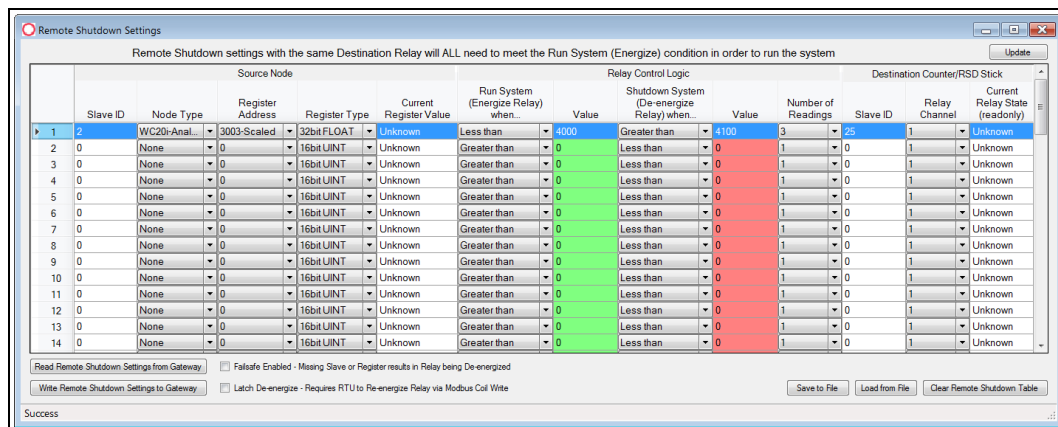 Remote Shutdown Settings
Remote Shutdown settings with the same Destination Relay will ALL need to meet the Run System (Energize) condition in order to run the system
Update
Source Node Relay Control Logic Destination Counter/RSD Stick
Slave ID Node Type Register Address Register Type Current Register Value Run System (Energize Relay) when... Value Shutdown System (De-energize Relay) when... Value Number of Readings Slave ID Relay Channel Current Relay State (readonly)
1 2 WC20i-Anal... 3003-Scaled 32bit FLOAT Unknown Less than 4000 Greater than 4100 3 25 1 Unknown
2 0 None 0 16bit UINT Unknown Greater than 0 Less than 0 1 0 1 Unknown
3 0 None 0 16bit UINT Unknown Greater than 0 Less than 0 1 0 1 Unknown
4 0 None 0 16bit UINT Unknown Greater than 0 Less than 0 1 0 1 Unknown
5 0 None 0 16bit UINT Unknown Greater than 0 Less than 0 1 0 1 Unknown
6 0 None 0 16bit UINT Unknown Greater than 0 Less than 0 1 0 1 Unknown
7 0 None 0 16bit UINT Unknown Greater than 0 Less than 0 1 0 1 Unknown
8 0 None 0 16bit UINT Unknown Greater than 0 Less than 0 1 0 1 Unknown
9 0 None 0 16bit UINT Unknown Greater than 0 Less than 0 1 0 1 Unknown
10 0 None 0 16bit UINT Unknown Greater than 0 Less than 0 1 0 1 Unknown
11 0 None 0 16bit UINT Unknown Greater than 0 Less than 0 1 0 1 Unknown
12 0 None 0 16bit UINT Unknown Greater than 0 Less than 0 1 0 1 Unknown
13 0 None 0 16bit UINT Unknown Greater than 0 Less than 0 1 0 1 Unknown
14 0 None 0 16bit UINT Unknown Greater than 0 Less than 0 1 0 1 Unknown
Read Remote Shutdown Settings from Gateway Failsafe Enabled - Missing Slave or Register results in Relay being De-energized
Write Remote Shutdown Settings to Gateway Latch De-energize - Requires RTU to Re-energize Relay via Modbus Coil Write Save to File Load from File Clear Remote Shutdown Table
Success